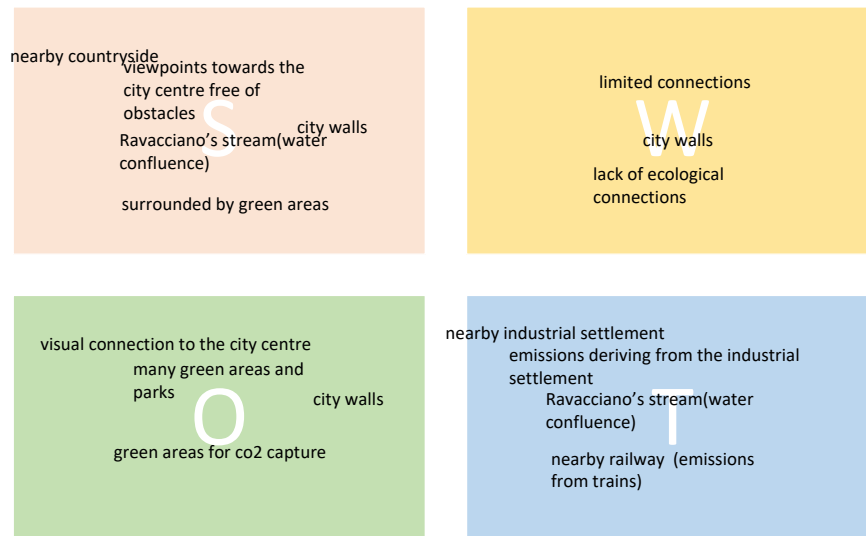 nearby countryside
viewpoints towards the
city centre free of
obstacles
S
city walls
Ravacciano's stream(water
confluence)
surrounded by green areas
limited connections
W
city walls
lack of ecological
connections
visual connection to the city centre
many green areas and
parks
O
city walls
green areas for co2 capture
nearby industrial settlement
emissions deriving from the industrial
settlement
T
Ravacciano's stream(water
confluence)
nearby railway (emissions
from trains)